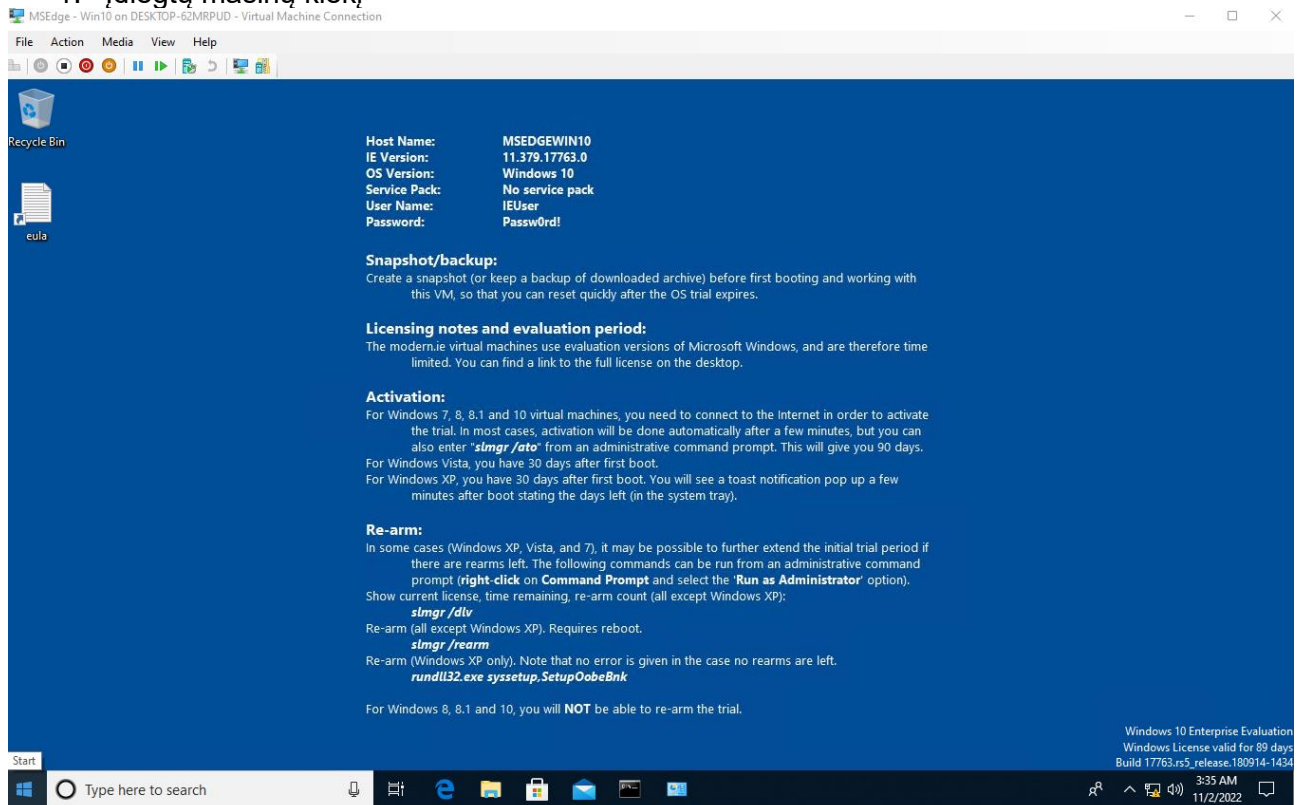 įdiegtų mašinų kiekį
MSEdge - Win10 on DESKTOP-62MRPUD - Virtual Machine Connection
File Action Media View Help
Recycle Bin
eula
Host Name: MSEDGEWIN10
IE Version: 11.379.17763.0
OS Version: Windows 10
Service Pack: No service pack
User Name: IEUser
Password: Passw0rd!
Snapshot/backup:
Create a snapshot (or keep a backup of downloaded archive) before first booting and working with
this VM, so that you can reset quickly after the OS trial expires.
Licensing notes and evaluation period:
The modern.ie virtual machines use evaluation versions of Microsoft Windows, and are therefore time
limited. You can find a link to the full license on the desktop.
Activation:
For Windows 7, 8, 8.1 and 10 virtual machines, you need to connect to the Internet in order to activate
the trial. In most cases, activation will be done automatically after a few minutes, but you can
also enter "slmgr /ato" from an administrative command prompt. This will give you 90 days.
For Windows Vista, you have 30 days after first boot.
For Windows XP, you have 30 days after first boot. You will see a toast notification pop up a few
minutes after boot stating the days left (in the system tray).
Re-arm:
In some cases (Windows XP, Vista, and 7), it may be possible to further extend the initial trial period if
there are rearms left. The following commands can be run from an administrative command
prompt (right-click on Command Prompt and select the 'Run as Administrator' option).
Show current license, time remaining, re-arm count (all except Windows XP):
slmgr /dlv
Re-arm (all except Windows XP). Requires reboot.
slmgr /rearm
Re-arm (Windows XP only). Note that no error is given in the case no rearms are left.
rundll32.exe syssetup,SetupOobeBnk
For Windows 8, 8.1 and 10, you will NOT be able to re-arm the trial.
Windows 10 Enterprise Evaluation
Windows License valid for 89 days
Build 17763.rs5_release.180914-1434
Start
Type here to search
3:35 AM
11/2/2022